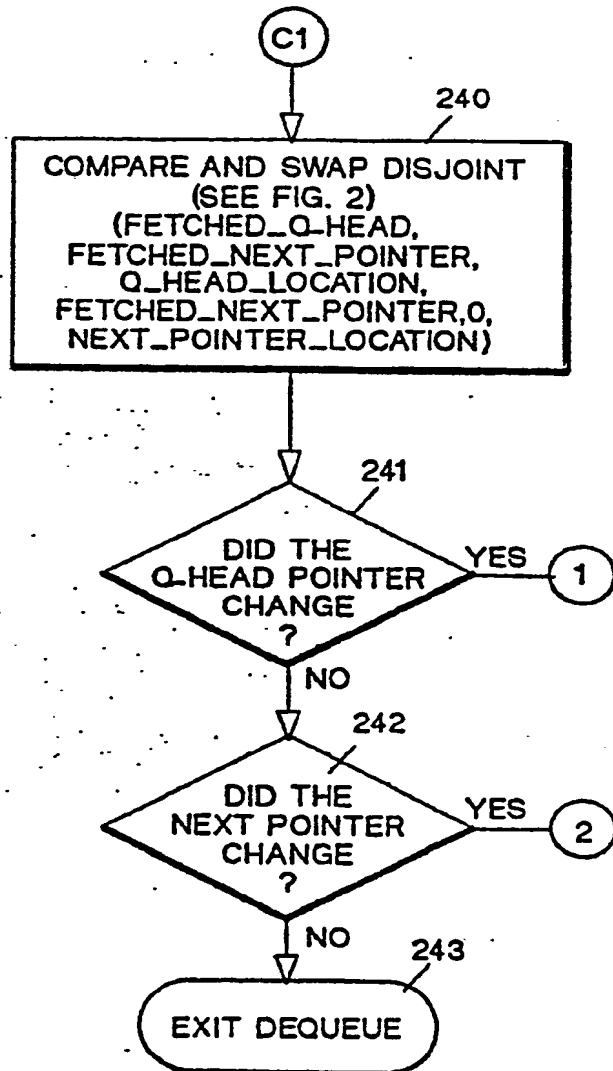 C1
240
COMPARE AND SWAP DISJOINT
(SEE FIG. 2)
(FETCHED_Q_HEAD,
FETCHED_NEXT_POINTER,
Q_HEAD_LOCATION,
FETCHED_NEXT_POINTER,0,
NEXT_POINTER_LOCATION)
241
DID THE
Q_HEAD POINTER
CHANGE
?
YES
1
NO
242
DID THE
NEXT POINTER
CHANGE
?
YES
2
NO
243
EXIT DEQUEUE